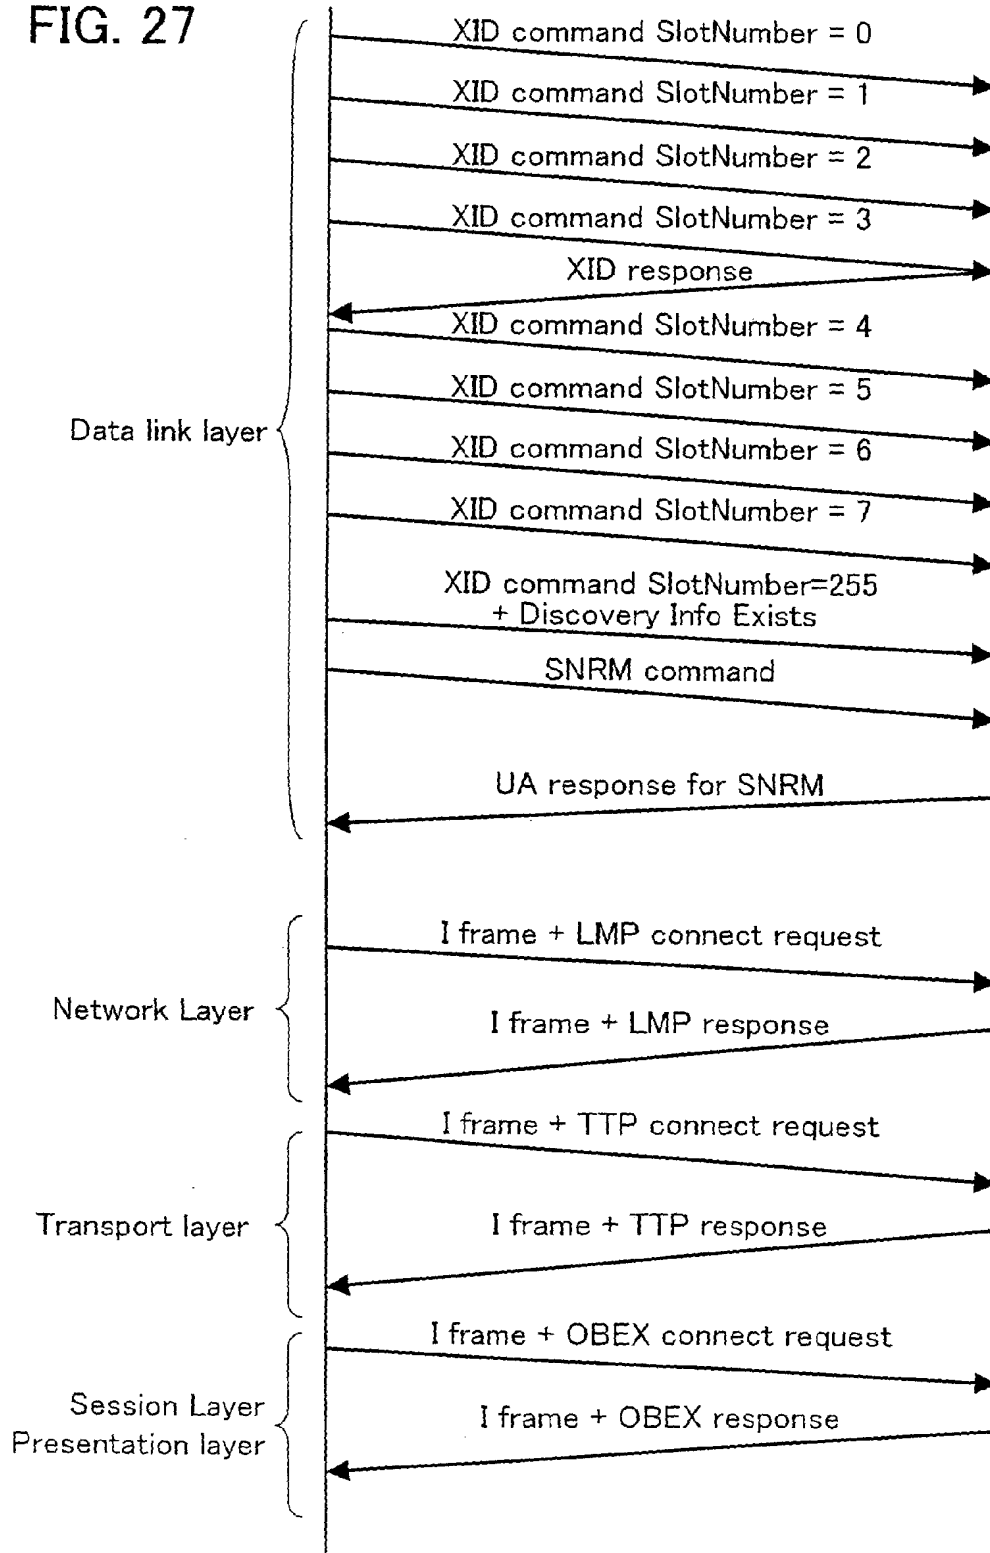 FIG. 27
XID command SlotNumber = 0
XID command SlotNumber = 1
XID command SlotNumber = 2
XID command SlotNumber = 3
XID response
XID command SlotNumber = 4
XID command SlotNumber = 5
Data link layer
XID command SlotNumber = 6
XID command SlotNumber = 7
XID command SlotNumber=255
+ Discovery Info Exists
SNRM command
UA response for SNRM
I frame + LMP connect request
Network Layer
I frame + LMP response
I frame + TTP connect request
Transport layer
I frame + TTP response
I frame + OBEX connect request
Session Layer
Presentation layer
I frame + OBEX response